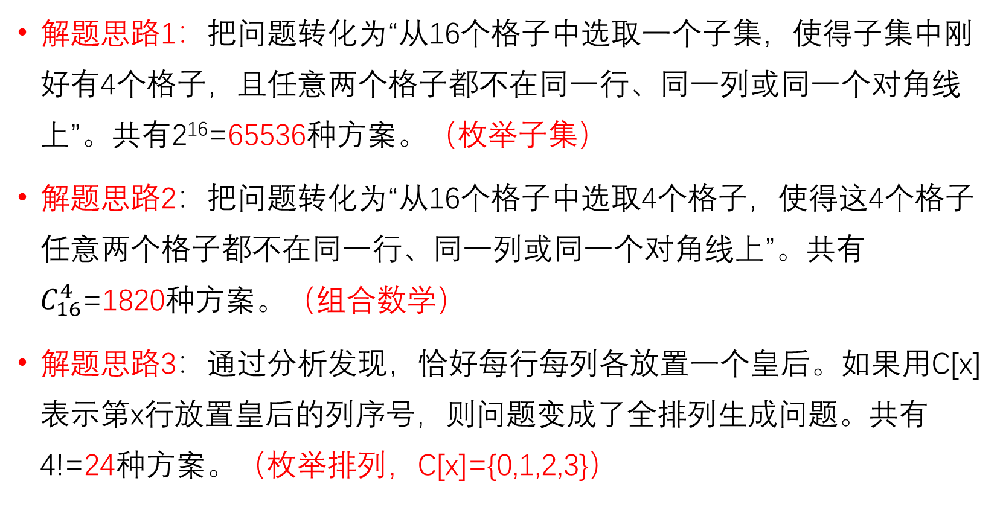 • 解题思路1：把问题转化为“从16个格子中选取一个子集，使得子集中刚
好有4个格子，且任意两个格子都不在同一行、同一列或同一个对角线
上”。共有2¹⁶=65536种方案。（枚举子集）
• 解题思路2：把问题转化为“从16个格子中选取4个格子，使得这4个格子
任意两个格子都不在同一行、同一列或同一个对角线上”。共有
C₁₆⁴=1820种方案。（组合数学）
• 解题思路3：通过分析发现，恰好每行每列各放置一个皇后。如果用C[x]
表示第x行放置皇后的列序号，则问题变成了全排列生成问题。共有
4!=24种方案。（枚举排列，C[x]={0,1,2,3}）